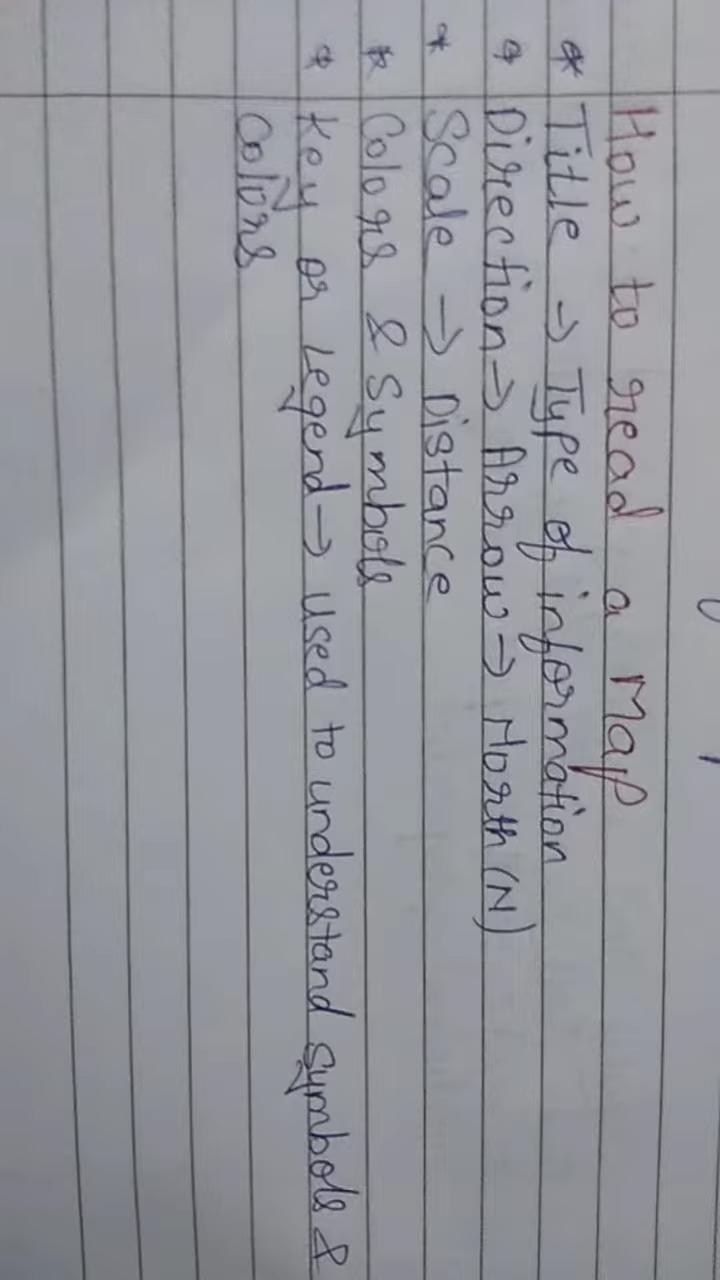 How to read a Map
* Title → Type of information
* Direction → Arrow → North (N)
* Scale → Distance
* Colors & Symbols
* Key or Legend → used to understand symbols &
Colors